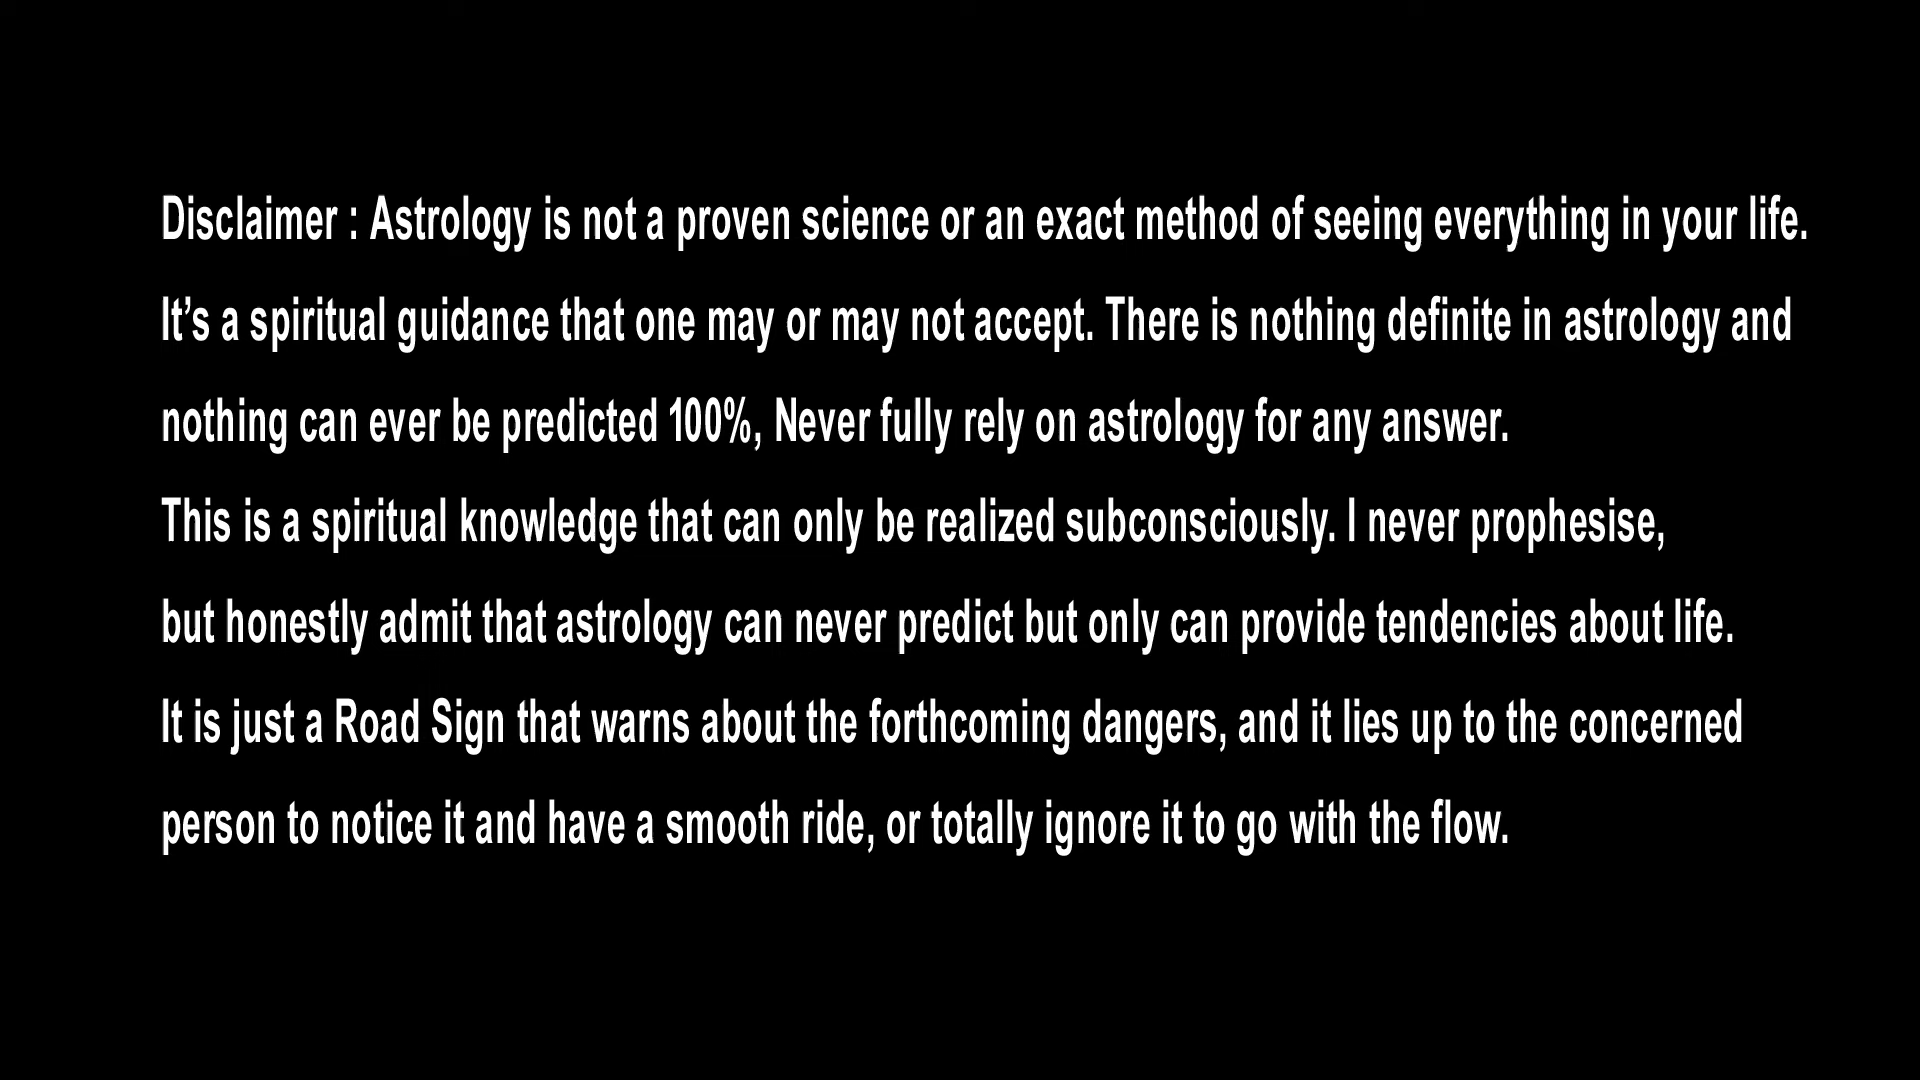 Disclaimer : Astrology is not a proven science or an exact method of seeing everything in your life.
It’s a spiritual guidance that one may or may not accept. There is nothing definite in astrology and
nothing can ever be predicted 100%, Never fully rely on astrology for any answer.
This is a spiritual knowledge that can only be realized subconsciously. I never prophesise,
but honestly admit that astrology can never predict but only can provide tendencies about life.
It is just a Road Sign that warns about the forthcoming dangers, and it lies up to the concerned
person to notice it and have a smooth ride, or totally ignore it to go with the flow.